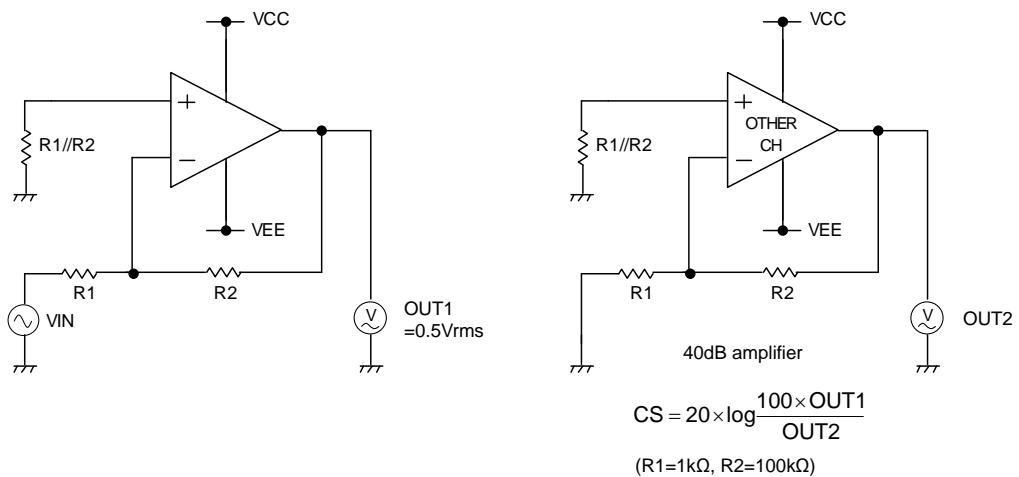 VCC
+
R1//R2
−
VEE
R1
R2
VIN
V
OUT1
=0.5Vrms
VCC
+
OTHER
CH
R1//R2
−
VEE
R1
R2
V
OUT2
40dB amplifier
CS = 20×log 100×OUT1
OUT2
(R1=1kΩ, R2=100kΩ)